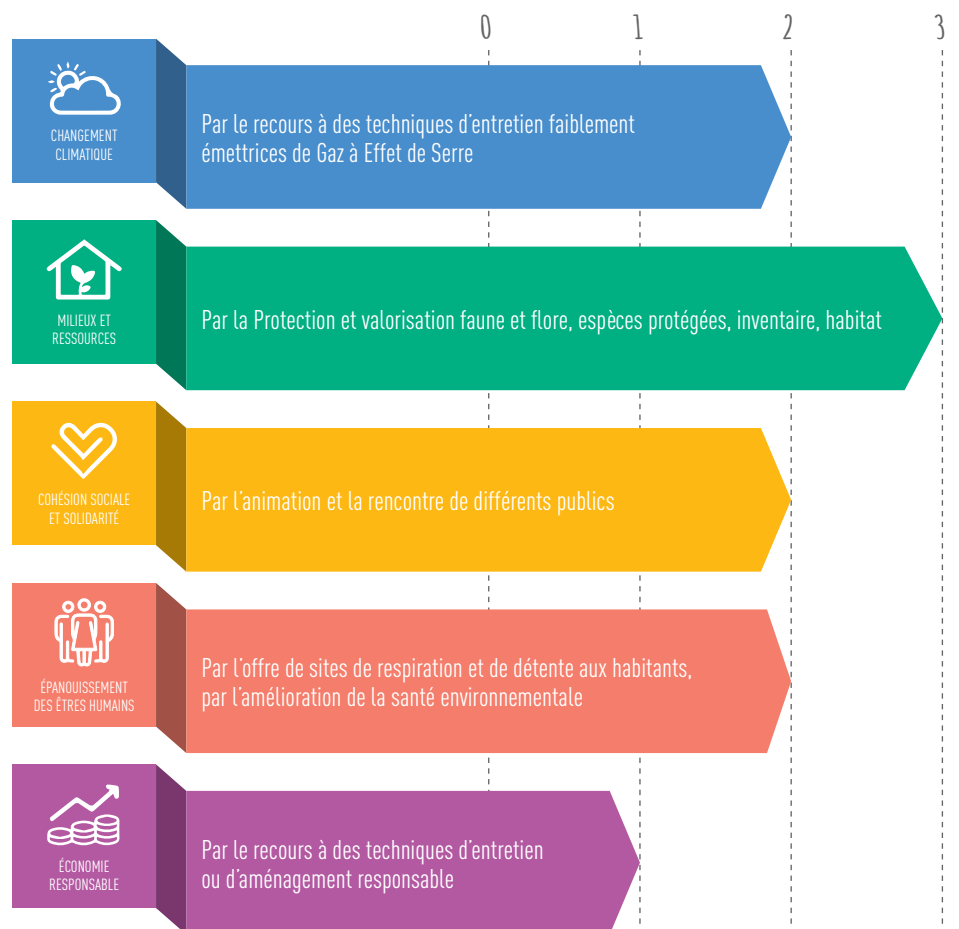 0 1 2 3
CHANGEMENT
CLIMATIQUE
Par le recours à des techniques d'entretien faiblement
émettrices de Gaz à Effet de Serre
MILIEUX ET
RESSOURCES
Par la Protection et valorisation faune et flore, espèces protégées, inventaire, habitat
COHÉSION SOCIALE
ET SOLIDARITÉ
Par l'animation et la rencontre de différents publics
ÉPANOUISSEMENT
DES ÊTRES HUMAINS
Par l'offre de sites de respiration et de détente aux habitants,
par l'amélioration de la santé environnementale
ÉCONOMIE
RESPONSABLE
Par le recours à des techniques d'entretien
ou d'aménagement responsable